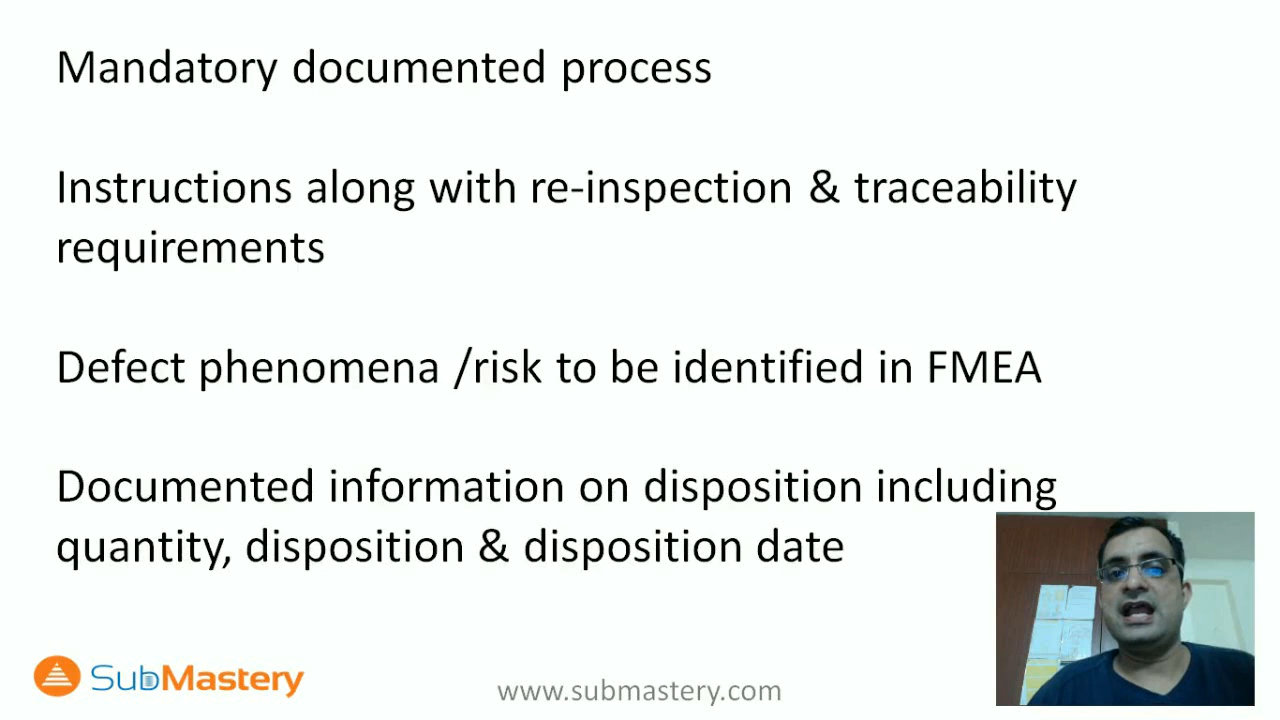 Mandatory documented process
Instructions along with re-inspection & traceability
requirements
Defect phenomena /risk to be identified in FMEA
Documented information on disposition including
quantity, disposition & disposition date
SubMastery
www.submastery.com